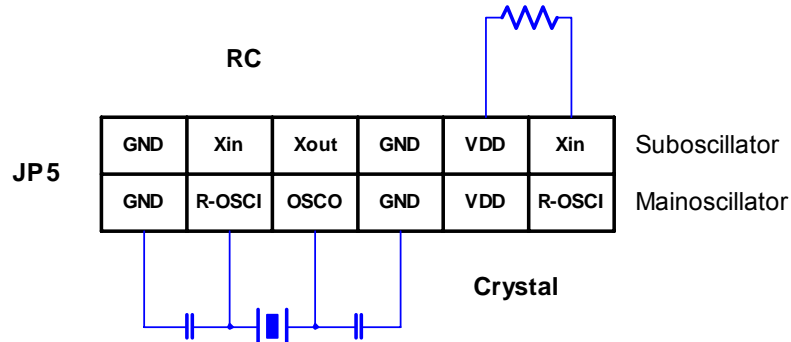 RC
GND Xin Xout GND VDD Xin Suboscillator
JP5
GND R-OSCI OSCO GND VDD R-OSCI Mainoscillator
Crystal